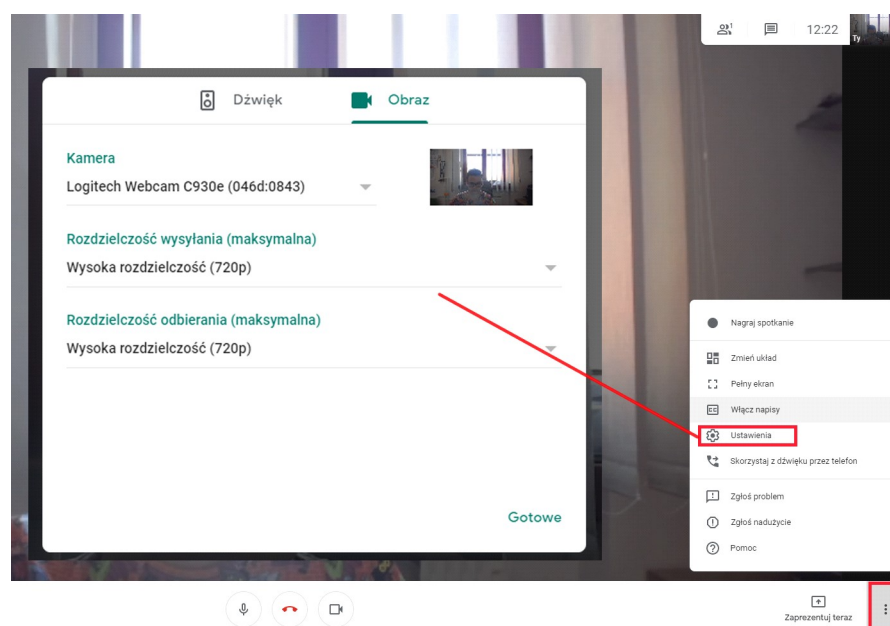 1
12:22
Ty
Dźwięk
Obraz
Kamera
Logitech Webcam C930e (046d:0843)
Rozdzielczość wysyłania (maksymalna)
Wysoka rozdzielczość (720p)
Rozdzielczość odbierania (maksymalna)
Wysoka rozdzielczość (720p)
Gotowe
Nagraj spotkanie
Zmień układ
Pełny ekran
CC
Włącz napisy
Ustawienia
Skorzystaj z dźwięku przez telefon
Zgłoś problem
Zgłoś nadużycie
Pomoc
Zaprezentuj teraz